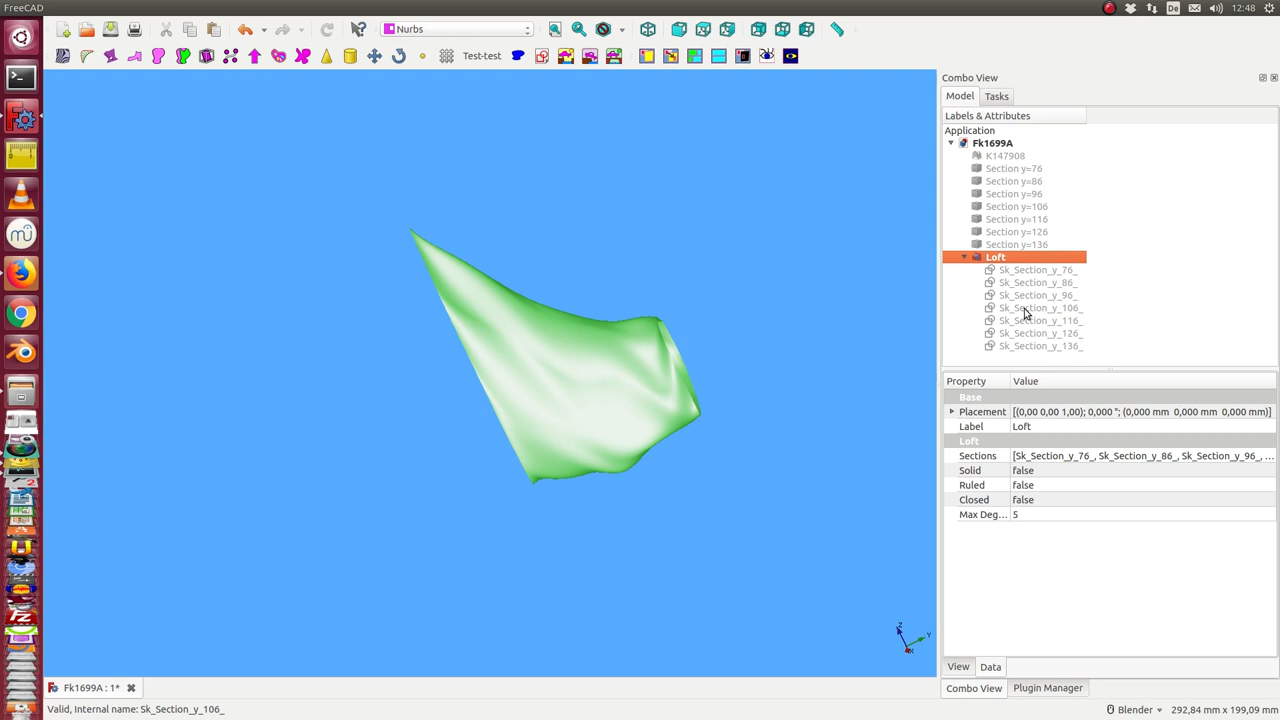 FreeCAD
De
12:48
Nurbs
Test-test
Combo View
Model
Tasks
Labels & Attributes
Application
Fk1699A
K147908
Section y=76
Section y=86
Section y=96
Section y=106
Section y=116
Section y=126
Section y=136
Loft
Sk_Section_y_76_
Sk_Section_y_86_
Sk_Section_y_96_
Sk_Section_y_106_
Sk_Section_y_116_
Sk_Section_y_126_
Sk_Section_y_136_
Property Value
Base
Placement [(0,00 0,00 1,00); 0,000 °; (0,000 mm 0,000 mm 0,000 mm)]
Label Loft
Loft
Sections [Sk_Section_y_76_, Sk_Section_y_86_, Sk_Section_y_96_, ...
Solid false
Ruled false
Closed false
Max Deg... 5
Z
Y
X
View
Data
Fk1699A : 1*
Combo View
Plugin Manager
Valid, Internal name: Sk_Section_y_106_
Blender
292,84 mm x 199,09 mm